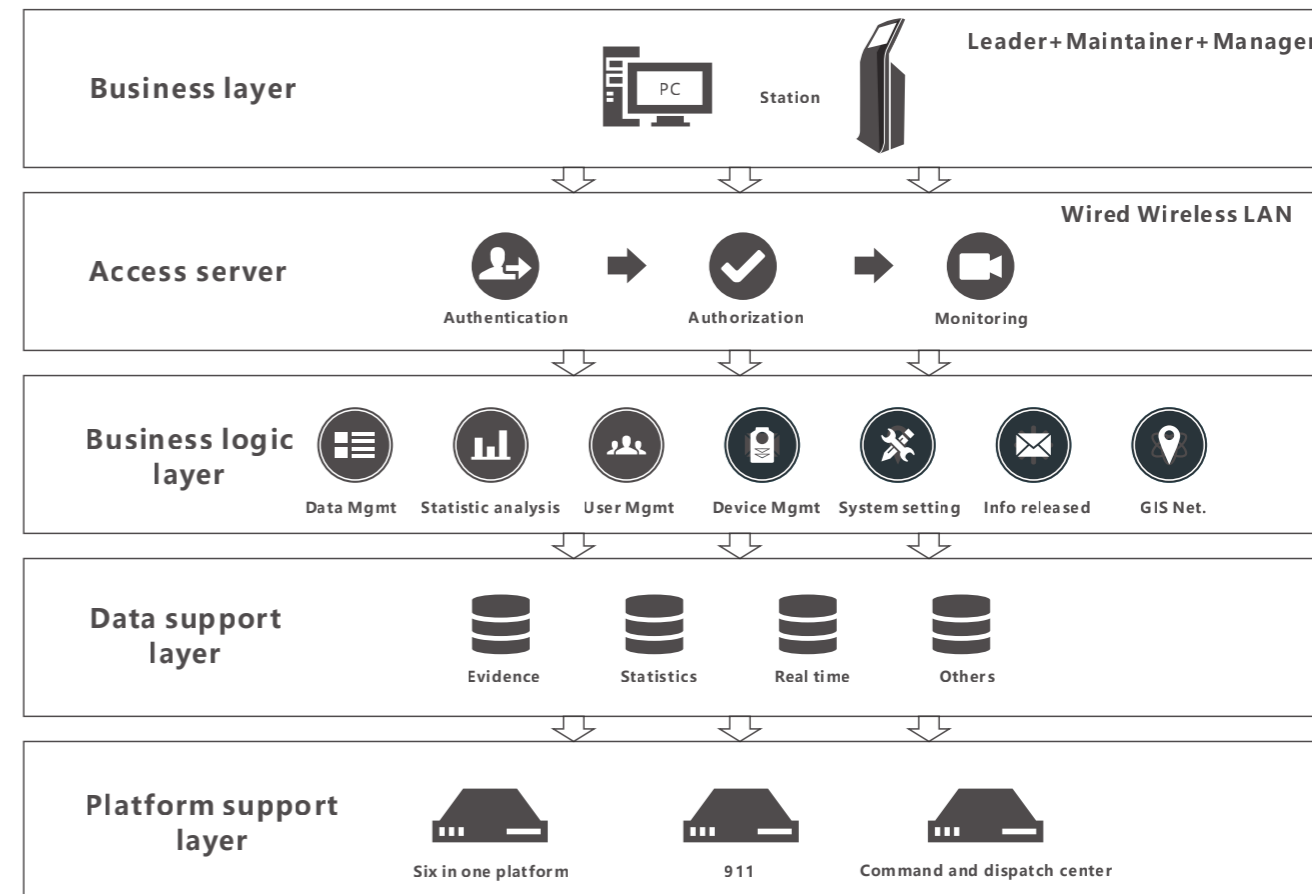 Leader+Maintainer+Manager
Business layer
PC
Station
Wired Wireless LAN
Access server
Authentication
Authorization
Monitoring
Business logic
layer
Data Mgmt
Statistic analysis
User Mgmt
Device Mgmt
System setting
Info released
GIS Net.
Data support
layer
Evidence
Statistics
Real time
Others
Platform support
layer
Six in one platform
911
Command and dispatch center